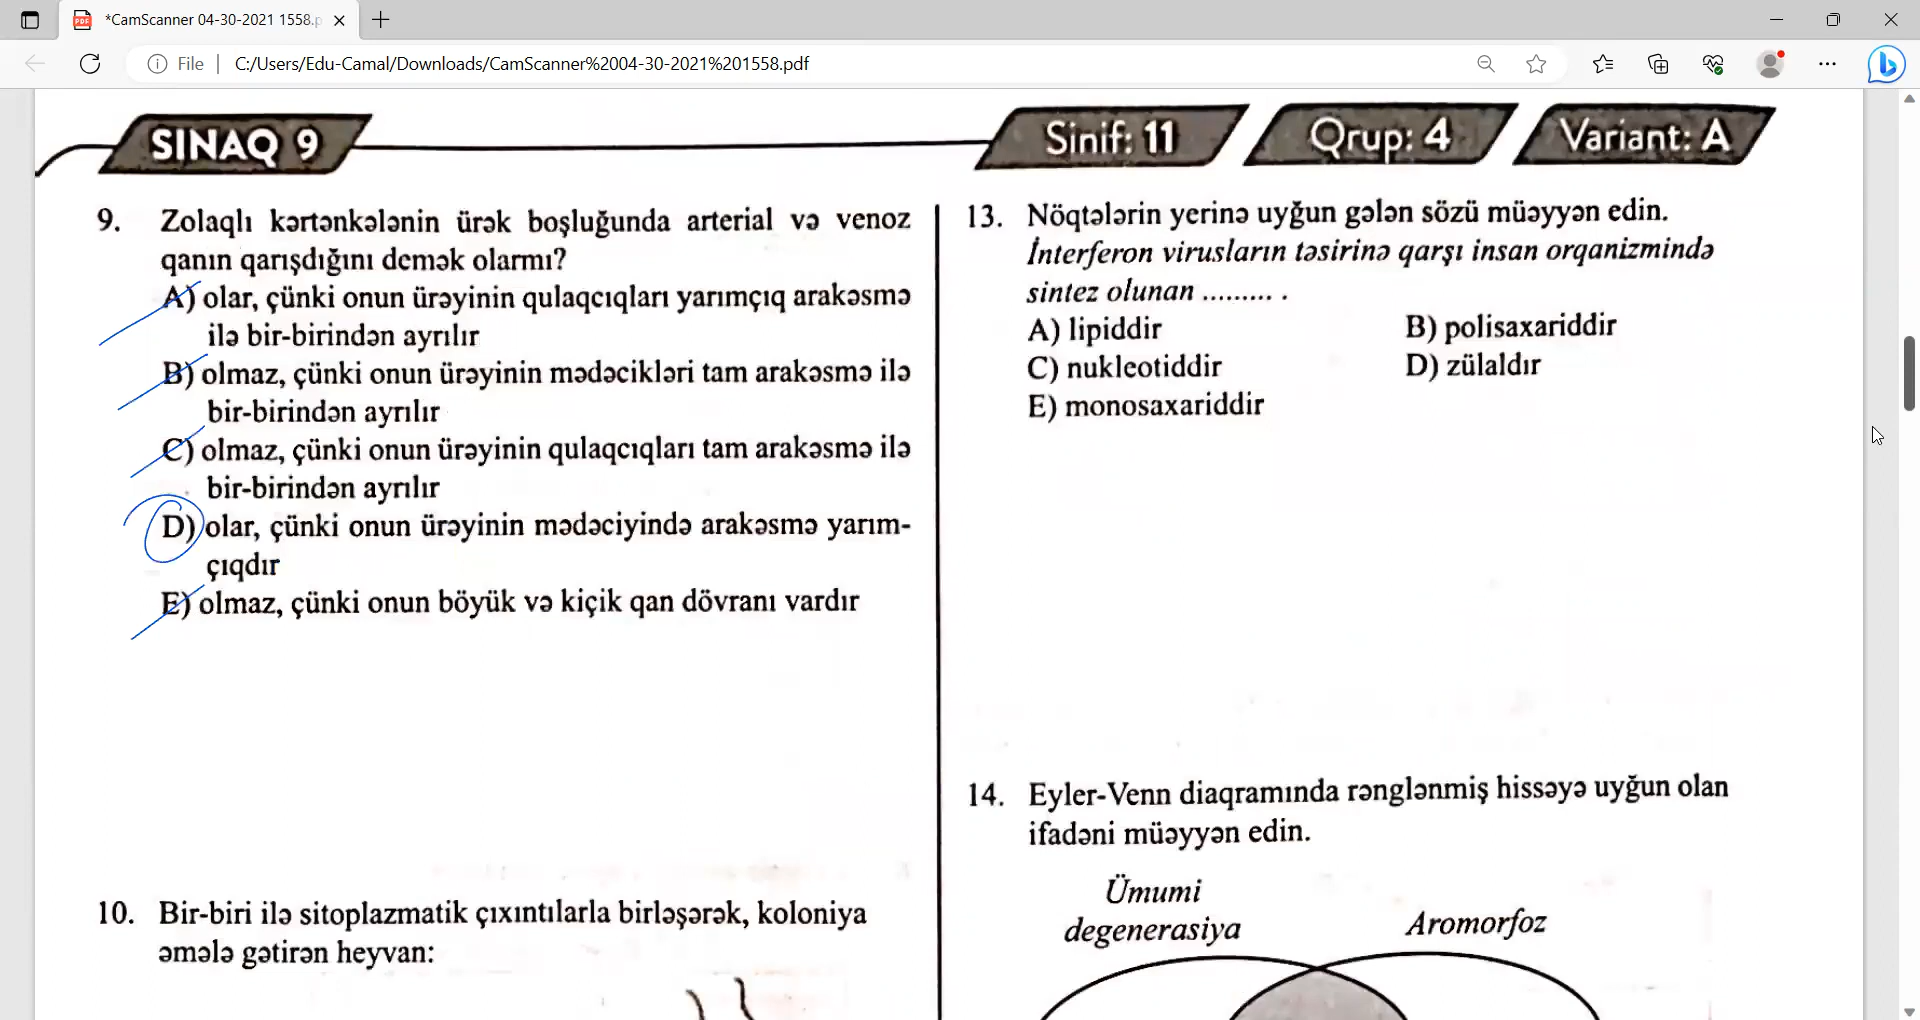 *CamScanner 04-30-2021 1558.p
File
C:/Users/Edu-Camal/Downloads/CamScanner%2004-30-2021%201558.pdf
SINAQ 9
Sinif: 11
Qrup: 4
Variant: A
9. Zolaqlı kərtənkələnin ürək boşluğunda arterial və venoz
qanın qarışdığını demək olarmı?
A) olar, çünki onun ürəyinin qulaqcıqları yarımçıq arakəsmə
ilə bir-birindən ayrılır
B) olmaz, çünki onun ürəyinin mədəcikləri tam arakəsmə ilə
bir-birindən ayrılır
C) olmaz, çünki onun ürəyinin qulaqcıqları tam arakəsmə ilə
bir-birindən ayrılır
D) olar, çünki onun ürəyinin mədəciyində arakəsmə yarım-
çıqdır
E) olmaz, çünki onun böyük və kiçik qan dövranı vardır
10. Bir-biri ilə sitoplazmatik çıxıntılarla birləşərək, koloniya
əmələ gətirən heyvan:
13. Nöqtələrin yerinə uyğun gələn sözü müəyyən edin.
İnterferon virusların təsirinə qarşı insan orqanizmində
sintez olunan ......... .
A) lipiddir
B) polisaxariddir
C) nukleotiddir
D) zülaldır
E) monosaxariddir
14. Eyler-Venn diaqramında rənglənmiş hissəyə uyğun olan
ifadəni müəyyən edin.
Ümumi
degenerasiya
Aromorfoz